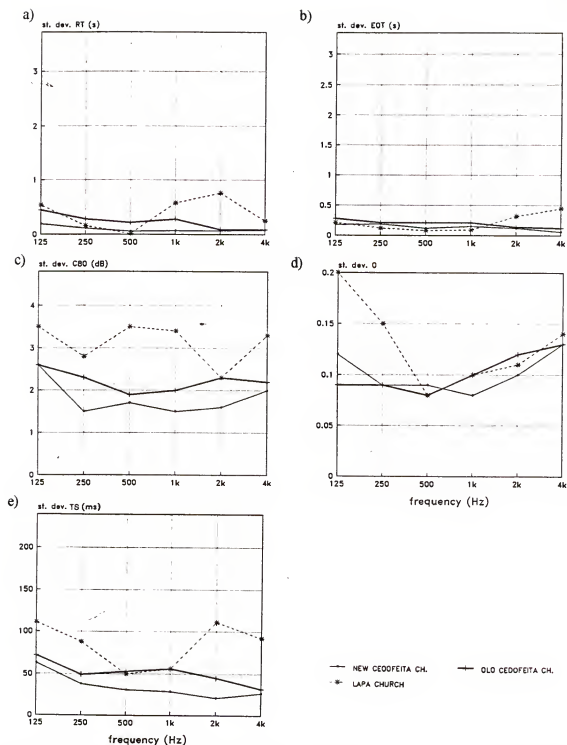 a) st. dev. RT (s)
3
2
1
0
125 250 500 1k 2k 4k
b) st. dev. EDT (s)
3
2.5
2
1.5
1
0.5
0
125 250 500 1k 2k 4k
c) st. dev. C80 (dB)
4
3
2
1
0
125 250 500 1k 2k 4k
d) st. dev. D
0.2
0.15
0.1
0.05
0
125 250 500 1k 2k 4k
frequency (Hz)
e) st. dev. TS (ms)
200
150
100
50
0
125 250 500 1k 2k 4k
frequency (Hz)
NEW CEDOFEITA CH.
OLD CEDOFEITA CH.
LAPA CHURCH